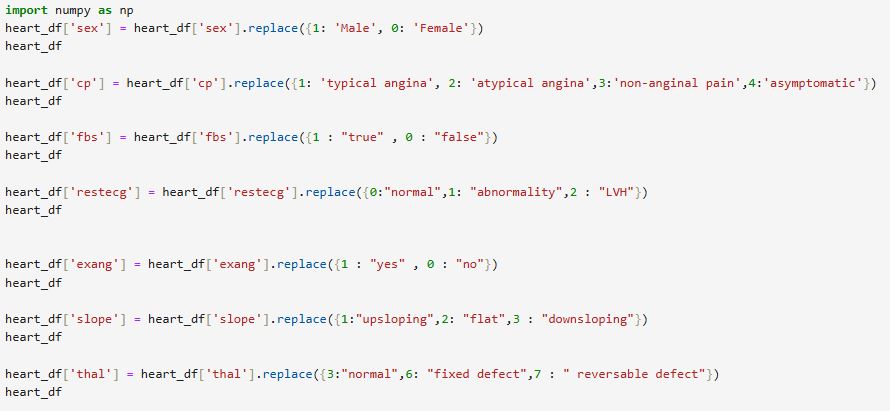 import numpy as np
heart_df['sex'] = heart_df['sex'].replace({1: 'Male', 0: 'Female'})
heart_df
heart_df['cp'] = heart_df['cp'].replace({1: 'typical angina', 2: 'atypical angina',3:'non-anginal pain',4:'asymptomatic'})
heart_df
heart_df['fbs'] = heart_df['fbs'].replace({1 : "true" , 0 : "false"})
heart_df
heart_df['restecg'] = heart_df['restecg'].replace({0:"normal",1: "abnormality",2 : "LVH"})
heart_df
heart_df['exang'] = heart_df['exang'].replace({1 : "yes" , 0 : "no"})
heart_df
heart_df['slope'] = heart_df['slope'].replace({1:"upsloping",2: "flat",3 : "downsloping"})
heart_df
heart_df['thal'] = heart_df['thal'].replace({3:"normal",6: "fixed defect",7 : " reversable defect"})
heart_df